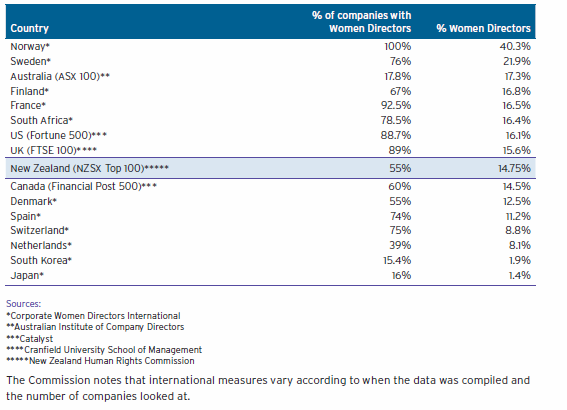 % of companies with
Country Women Directors % Women Directors
Norway* 100% 40.3%
Sweden* 76% 21.9%
Australia (ASX 100)** 17.8% 17.3%
Finland* 67% 16.8%
France* 92.5% 16.5%
South Africa* 78.5% 16.4%
US (Fortune 500)*** 88.7% 16.1%
UK (FTSE 100)**** 89% 15.6%
New Zealand (NZSX Top 100)***** 55% 14.75%
Canada (Financial Post 500)*** 60% 14.5%
Denmark* 55% 12.5%
Spain* 74% 11.2%
Switzerland* 75% 8.8%
Netherlands* 39% 8.1%
South Korea* 15.4% 1.9%
Japan* 16% 1.4%
Sources:
*Corporate Women Directors International
**Australian Institute of Company Directors
***Catalyst
****Cranfield University School of Management
*****New Zealand Human Rights Commission
The Commission notes that international measures vary according to when the data was compiled and
the number of companies looked at.